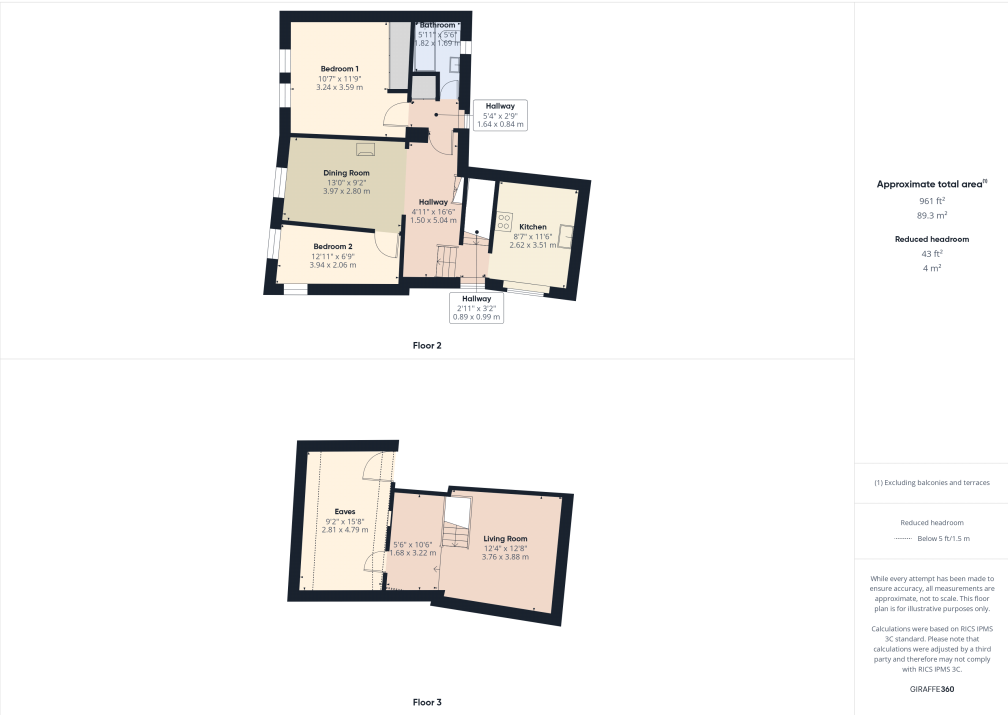 Bathroom
5'11" x 5'6"
1.82 x 1.69 m
Bedroom 1
10'7" x 11'9"
3.24 x 3.59 m
Hallway
5'4" x 2'9"
1.64 x 0.84 m
Dining Room
13'0" x 9'2"
3.97 x 2.80 m
Hallway
4'11" x 16'6"
1.50 x 5.04 m
Kitchen
8'7" x 11'6"
2.62 x 3.51 m
Bedroom 2
12'11" x 6'9"
3.94 x 2.06 m
Hallway
2'11" x 3'2"
0.89 x 0.99 m
Floor 2
Eaves
9'2" x 15'8"
2.81 x 4.79 m
5'6" x 10'6"
1.68 x 3.22 m
Living Room
12'4" x 12'8"
3.76 x 3.88 m
Floor 3
Approximate total area(1)
961 ft²
89.3 m²
Reduced headroom
43 ft²
4 m²
(1) Excluding balconies and terraces
Reduced headroom
Below 5 ft/1.5 m
While every attempt has been made to
ensure accuracy, all measurements are
approximate, not to scale. This floor
plan is for illustrative purposes only.
Calculations were based on RICS IPMS
3C standard. Please note that
calculations were adjusted by a third
party and therefore may not comply
with RICS IPMS 3C.
GIRAFFE360